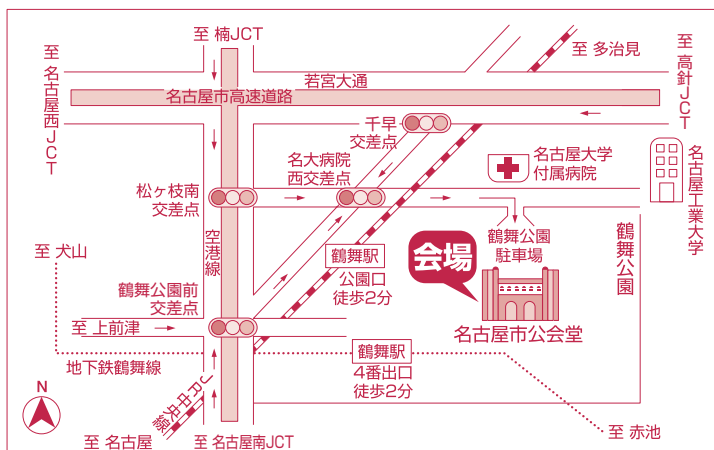 至 楠JCT
至 多治見
至 高針JCT
至 名古屋西JCT
若宮大通
名古屋市高速道路
千早
交差点
名大病院
西交差点
名古屋大学
付属病院
名古屋工業大学
松ヶ枝南
交差点
空港線
鶴舞公園
駐車場
鶴舞公園
会場
至 犬山
鶴舞駅
公園口
徒歩2分
鶴舞公園前
交差点
至 上前津
名古屋市公会堂
地下鉄鶴舞線
鶴舞駅
4番出口
徒歩2分
JR中央線
N
至 名古屋
至 名古屋南JCT
至 赤池